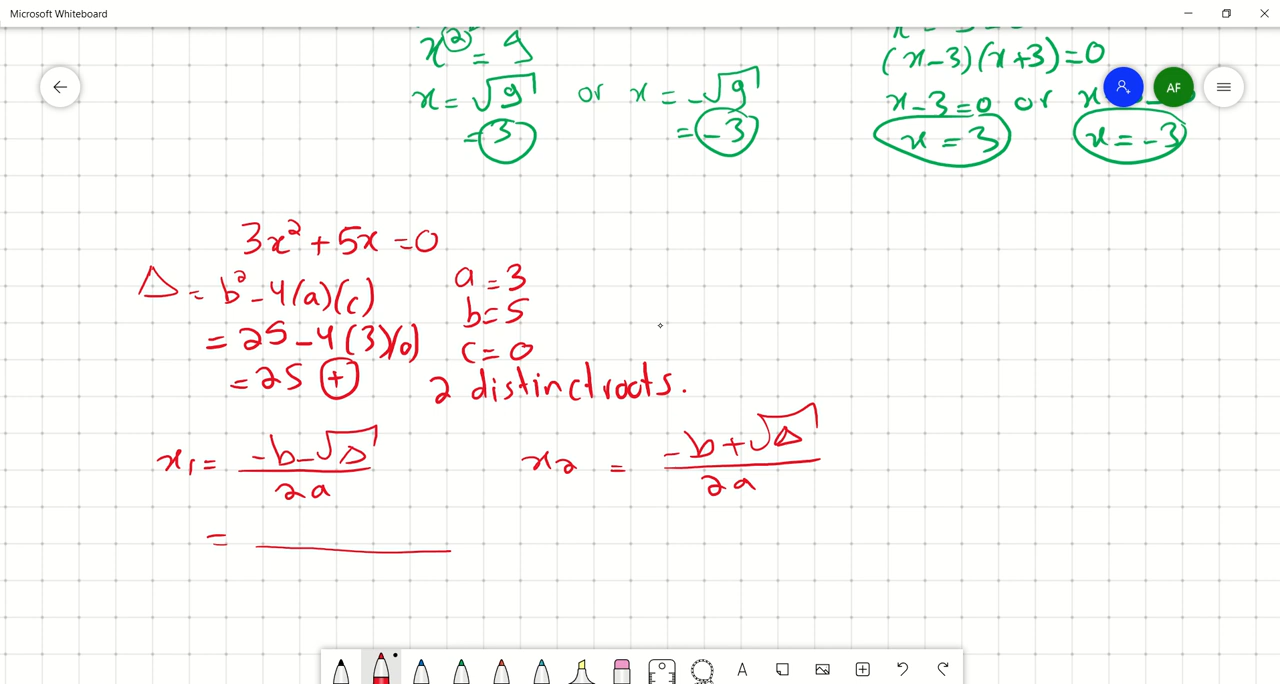 Microsoft Whiteboard
x² = 9
(x-3)(x+3)=0
x = √9 or x = -√9
x-3=0 or x
AF
= 3
= -3
x = 3
x = -3
3x² + 5x = 0
Δ = b² - 4(a)(c)
a = 3
b = 5
= 25 - 4(3)(0)
c = 0
= 25 +
2 distinct roots.
x₁ = (-b-√Δ)/2a
x₂ = (-b+√Δ)/2a
=
A